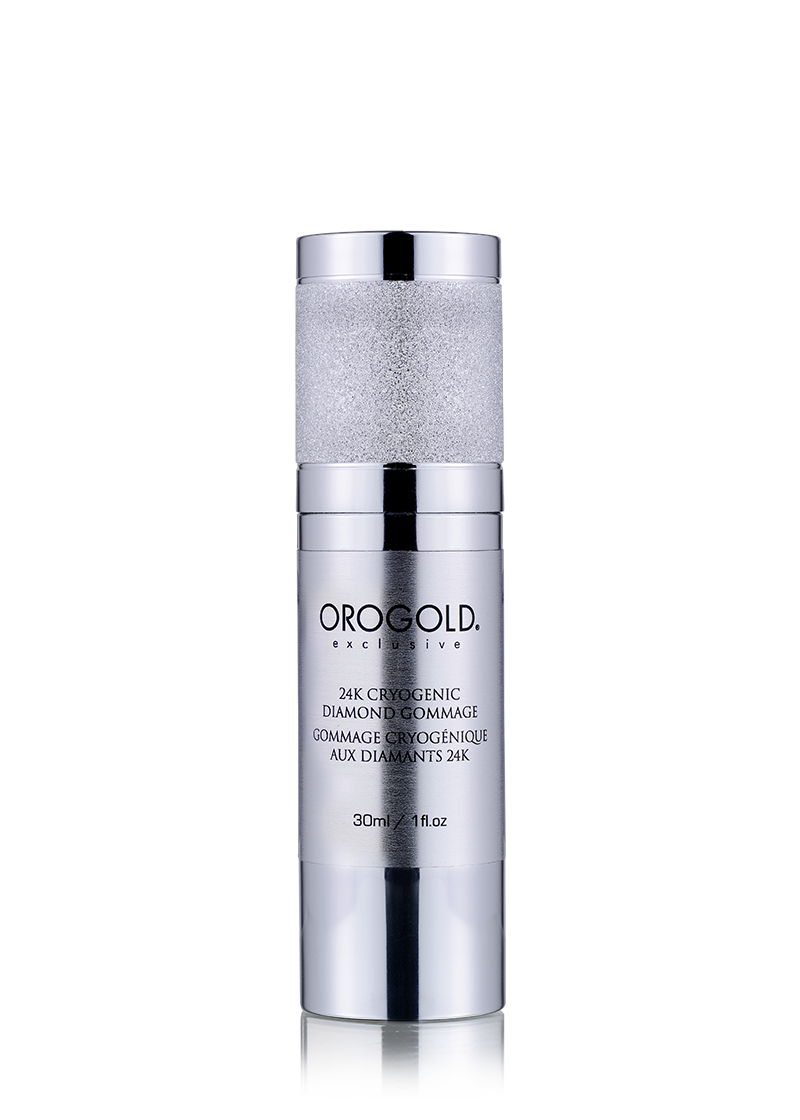 OROGOLD®
exclusive
24K CRYOGENIC
DIAMOND GOMMAGE
GOMMAGE CRYOGÉNIQUE
AUX DIAMANTS 24K
30ml / 1fl.oz